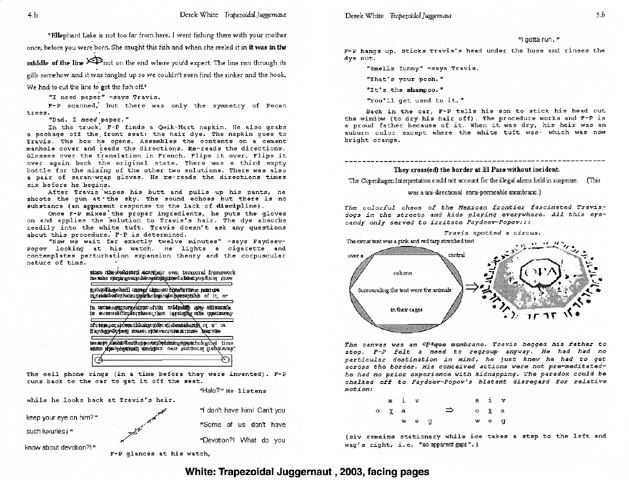 4.b Derek White Trapezoidal Juggernaut
"Ellephant Lake is not too far from here. I went fishing there with your mother
once, before you were born. She caught this fish and when she reeled it in it was in the
middle of the line not on the end where you'd expect. The line ran through its
gills somehow and it was tangled up so we couldn't even find the sinker and the hook.
We had to cut the line to get the fish off."
"I need paper" -says Travis.
F-P scanned, but there was only the symmetry of Pecan
trees.
"Dad, I need paper."
In the truck, F-P finds a Qwik-Mart napkin. He also grabs
a package off the front seat: the hair dye. The napkin goes to
Travis. The box he opens. Assembles the contents on a cement
manhole cover and reads the directions. Re-reads the directions.
Glosses over the translation in French. Flips it over. Flips it
over again back the original state. There was a third empty
bottle for the mixing of the other two solutions. There was also
a pair of saran-wrap gloves. He re-reads the directions times
six before he begins.
After Travis wipes his butt and pulls up his pants, he
shoots the gun at the sky. The sound echoes but there is no
substance (an apparent response to the lack of discipline).
Once F-P mixes the proper ingredients, he puts the gloves
on and applies the solution to Travis's hair. The dye absorbs
readily into the white tuft. Travis doesn't ask any questions
about this procedure. F-P is determined.
"Now we wait for exactly twelve minutes" -says Faydeev-
Popov looking at his watch. He lights a cigarette and
contemplates perturbation expansion theory and the corpuscular
nature of time.
own temporal framework
The cell phone rings (in a time before they were invented). F-P
runs back to the car to get it off the seat.
"Halo?" he listens
while he looks back at Travis's hair.
"I don't have him! Can't you
keep your eye on him?"
"Some of us don't have
such luxuries!"
"Devotion?! What do you
know about devotion?!"
F-P glances at his watch,
Derek White Trapezoidal Juggernaut 5.b
"I gotta run."
F-P hangs up. Sticks Travis's head under the hose and rinses the
dye out.
"Smells funny" -says Travis.
"That's your pooh."
"It's the shampoo."
"You'll get used to it."
Back in the car, F-P tells his son to stick his head out
the window (to dry his hair off). The procedure works and F-P is
a proud father because of it. When it was dry, his hair was an
auburn color except where the white tuft was- which was now
bright orange.
They cross(ed) the border at El Paso without incident.
The Copenhagen Interpretation could not account for the illegal aliens held in suspense. (This
was a uni-directional semi-permeable membrane.)
The colorful chaos of the Mexican frontier fascinated Travis-
dogs in the streets and kids playing everywhere. All this eye-
candy only served to irritate Faydeev-Popov:::
Travis spotted a circus.
The circus tent was a pink and red tarp stretched taut
over a central
column
Surrounding the tent were the animals
in their cages
OPA
The canvas was an opaque membrane. Travis begged his father to
stop. F-P felt a need to regroup anyway. He had had no
particular destination in mind, he just knew he had to get
across the border. His conceived actions were not pre-meditated-
he had no prior experience with kidnapping. The paradox could be
chalked off to Faydeev-Popov's blatant disregard for relative
motion:
s i v s i v
o χ a ⇒ o χ a
w e g w e g
(siv remains stationary while iox takes a step to the left and
wag's right, i.e. "no apparent gaps".)
White: Trapezoidal Juggernaut , 2003, facing pages